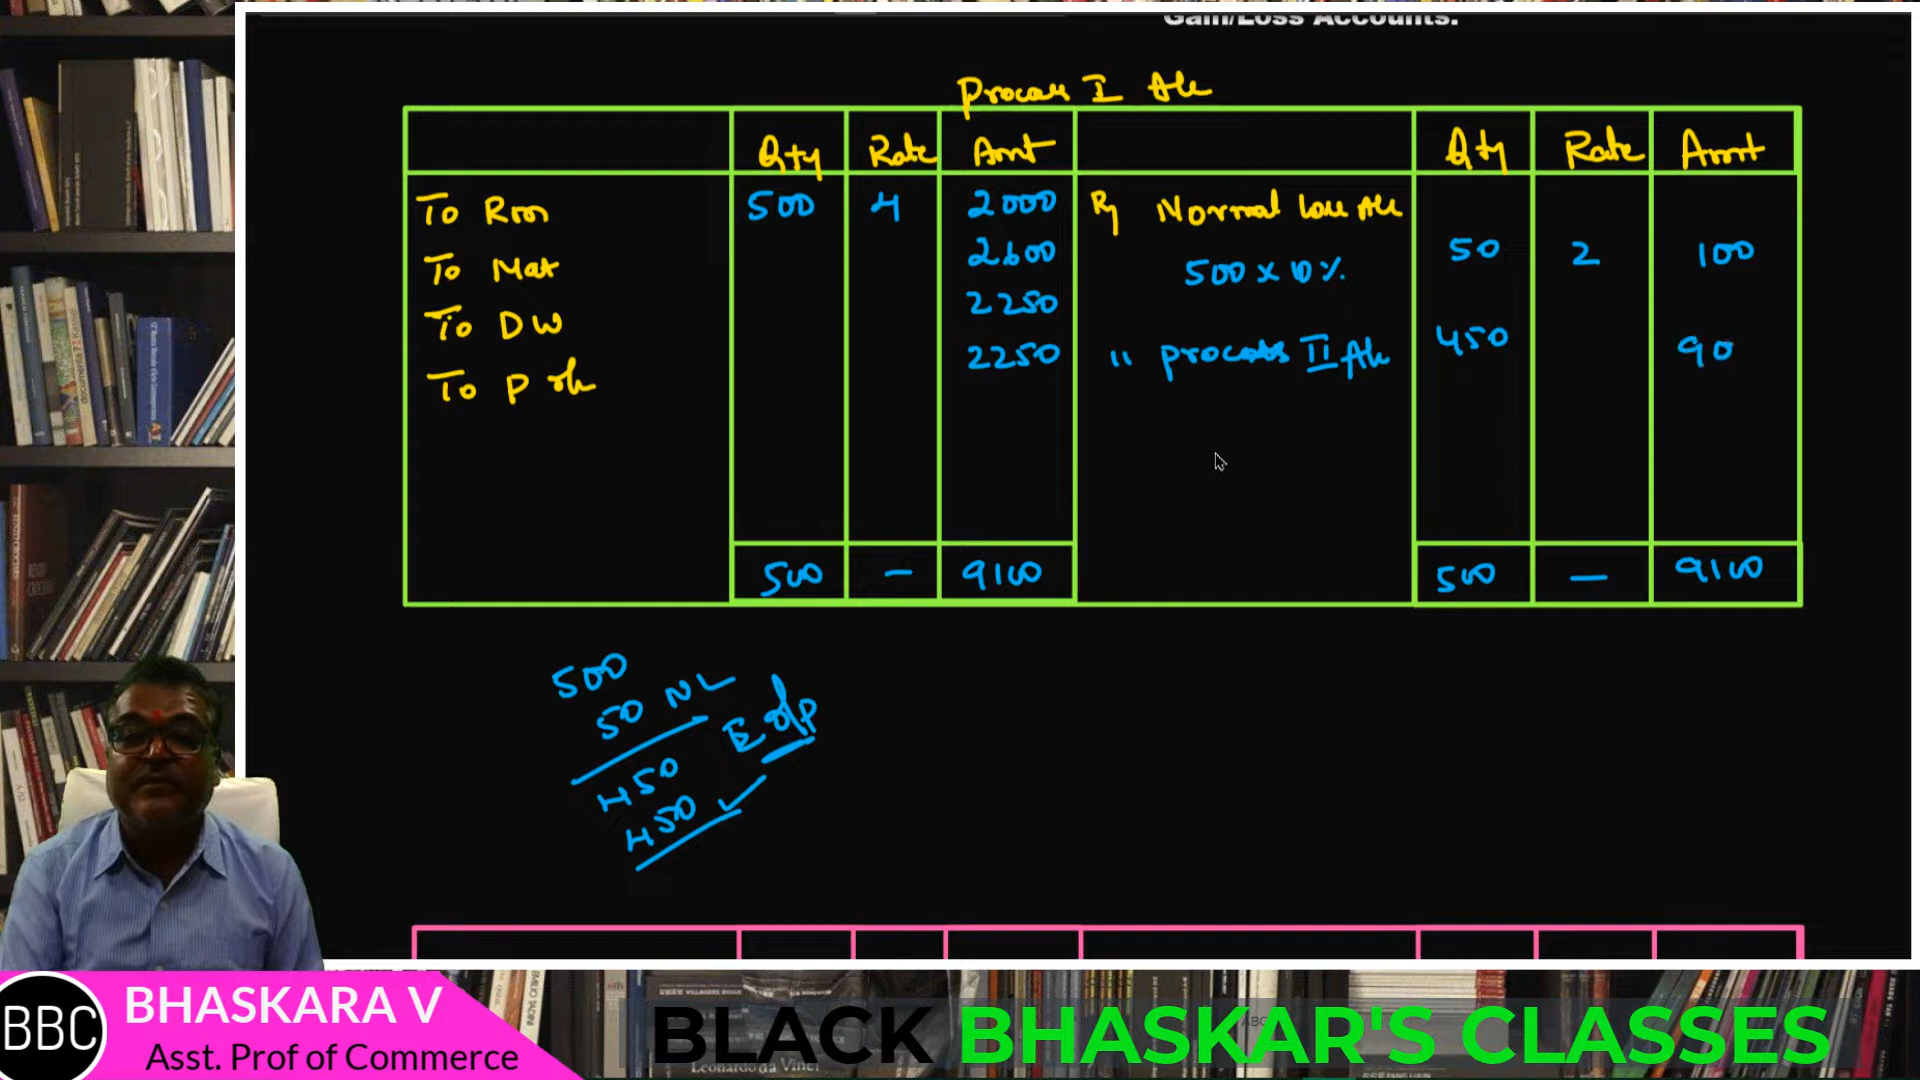 Gain/Loss Accounts.
Process I A/c
Qty Rate Amt Qty Rate Amt
To Rm 500 4 2000 By Normal Loss A/c
To Mat 2600 500 x 10% 50 2 100
To DW 2250
To P oh 2250 " process II A/c 450 90
500 - 9100 500 - 9100
500
50 NL
450 E o/p
450
BBC
BHASKARA V
Asst. Prof of Commerce
BLACK BHASKAR'S CLASSES